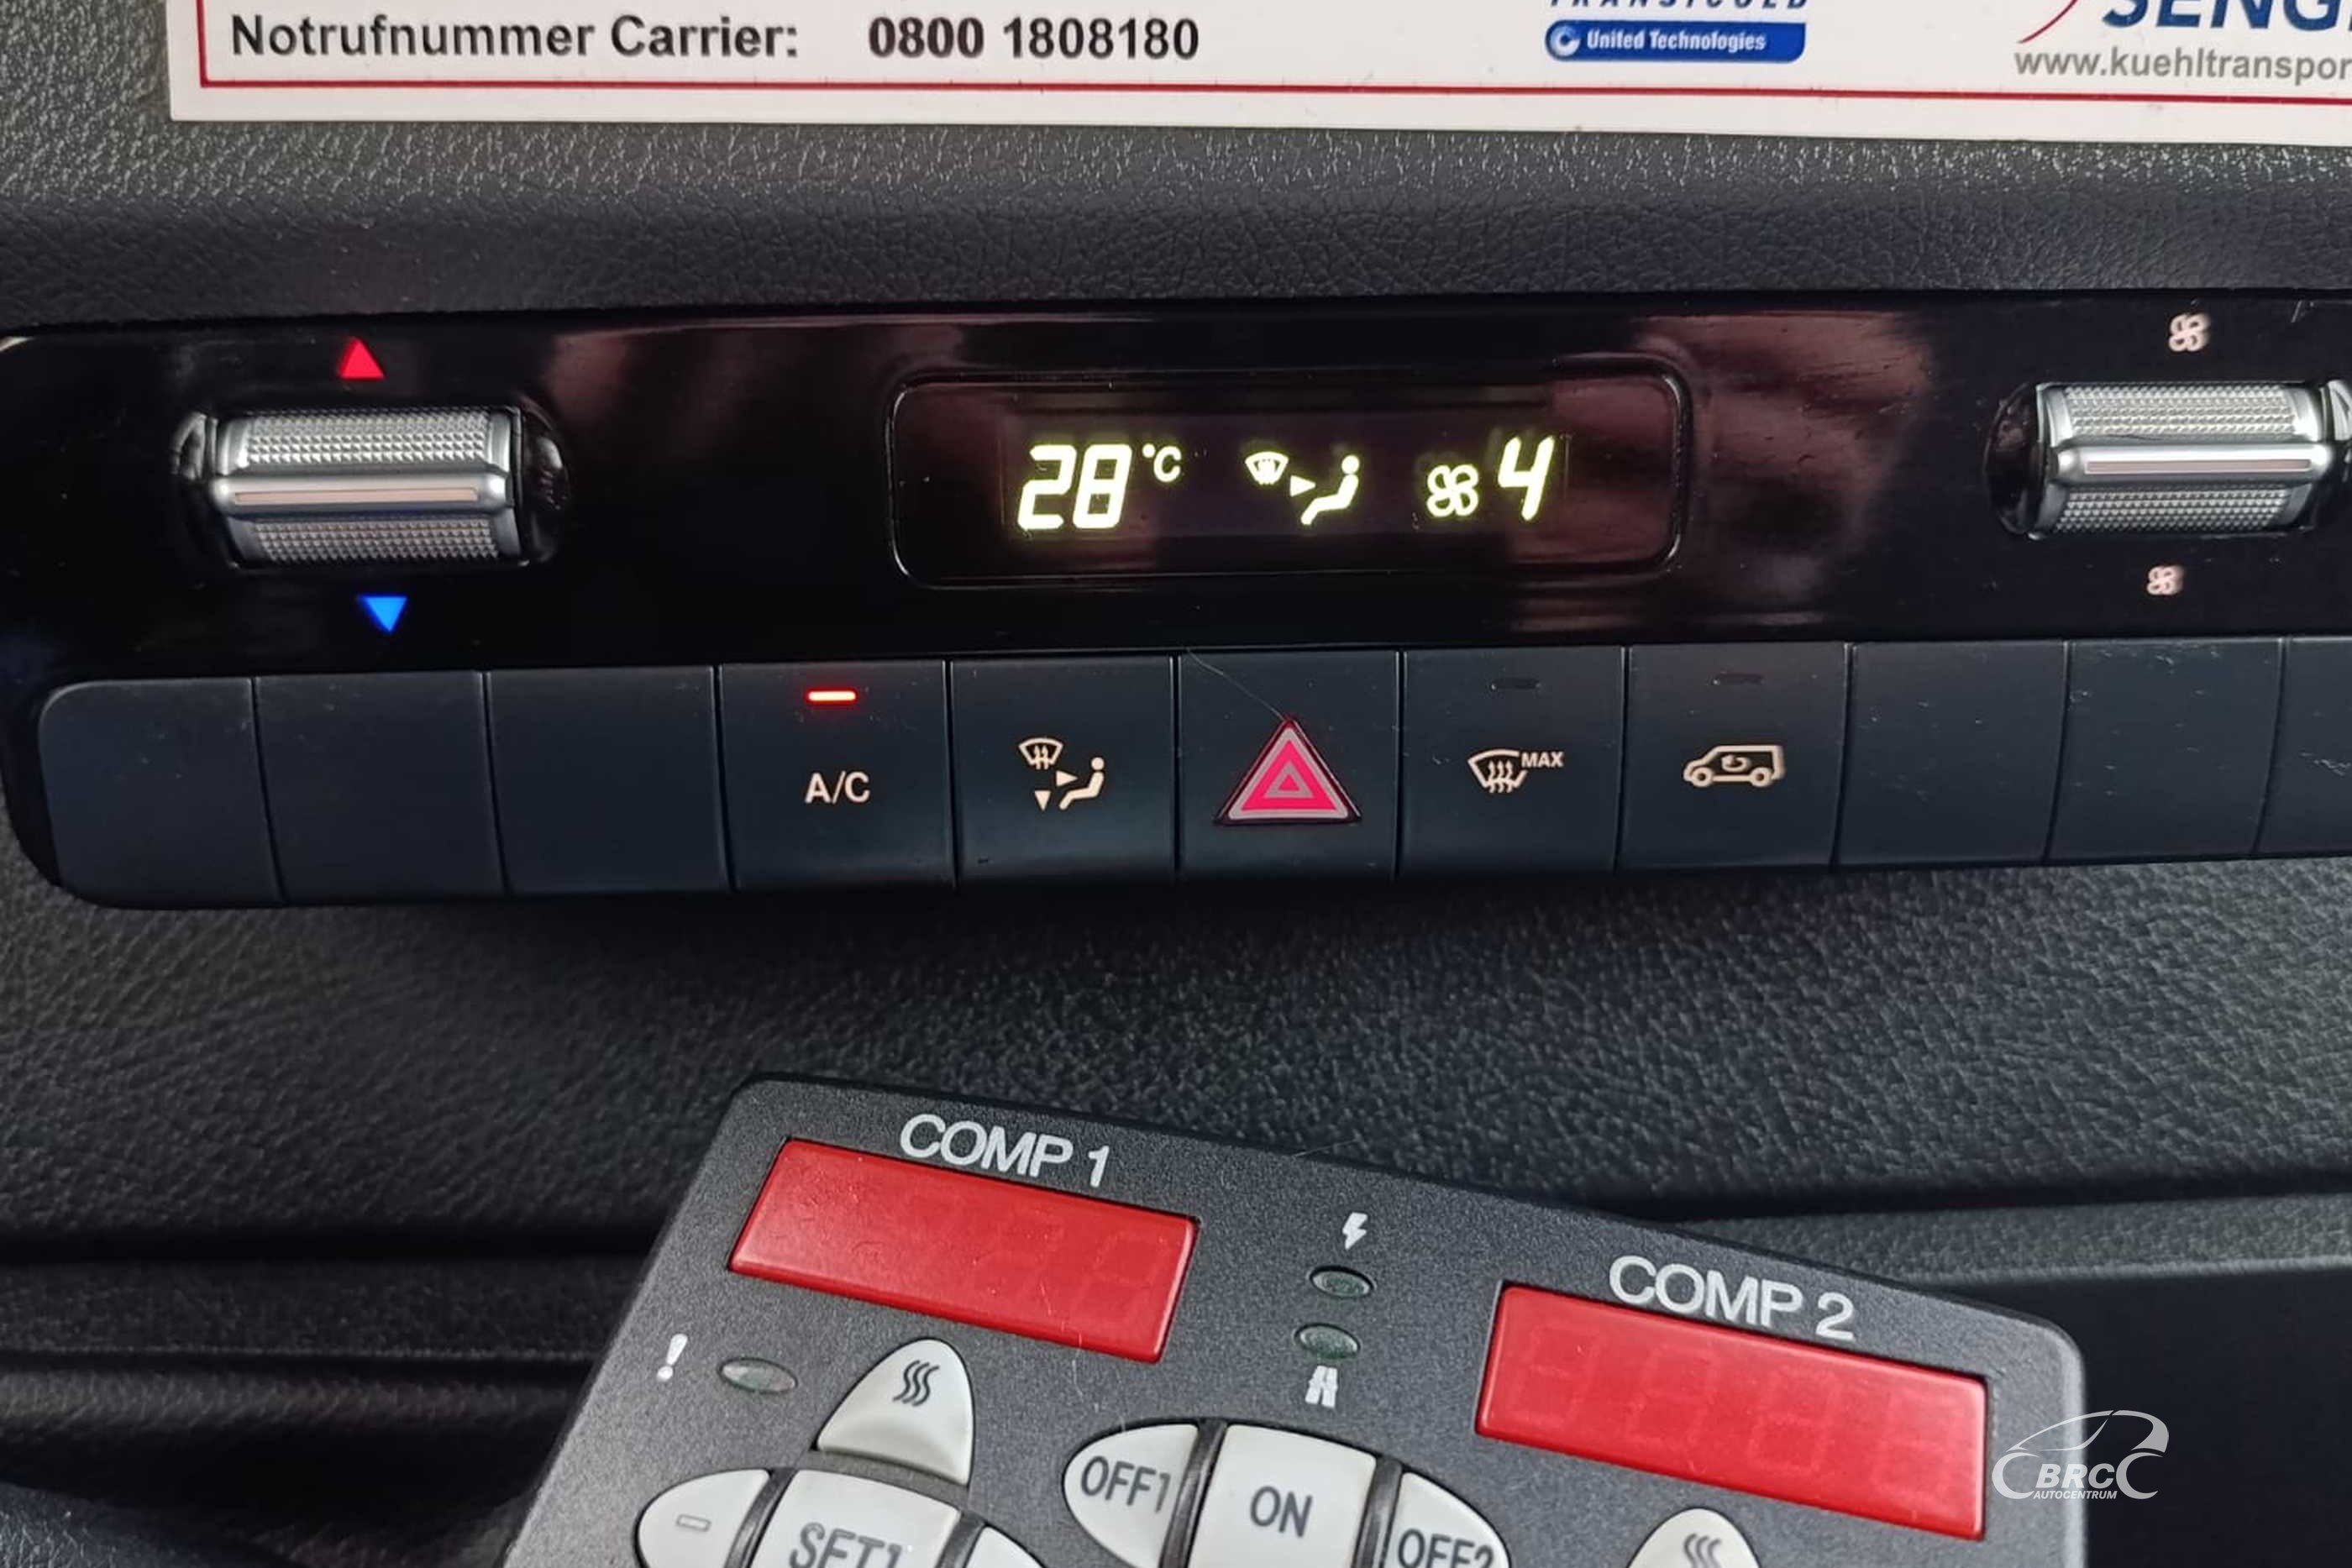 Notrufnummer Carrier: 0800 1808180
United Technologies
www.kuehltranspor
28 °C 4
A/C
MAX
COMP 1
COMP 2
OFF1
ON
OFF2
SET1
BRC
AUTOCENTRUM